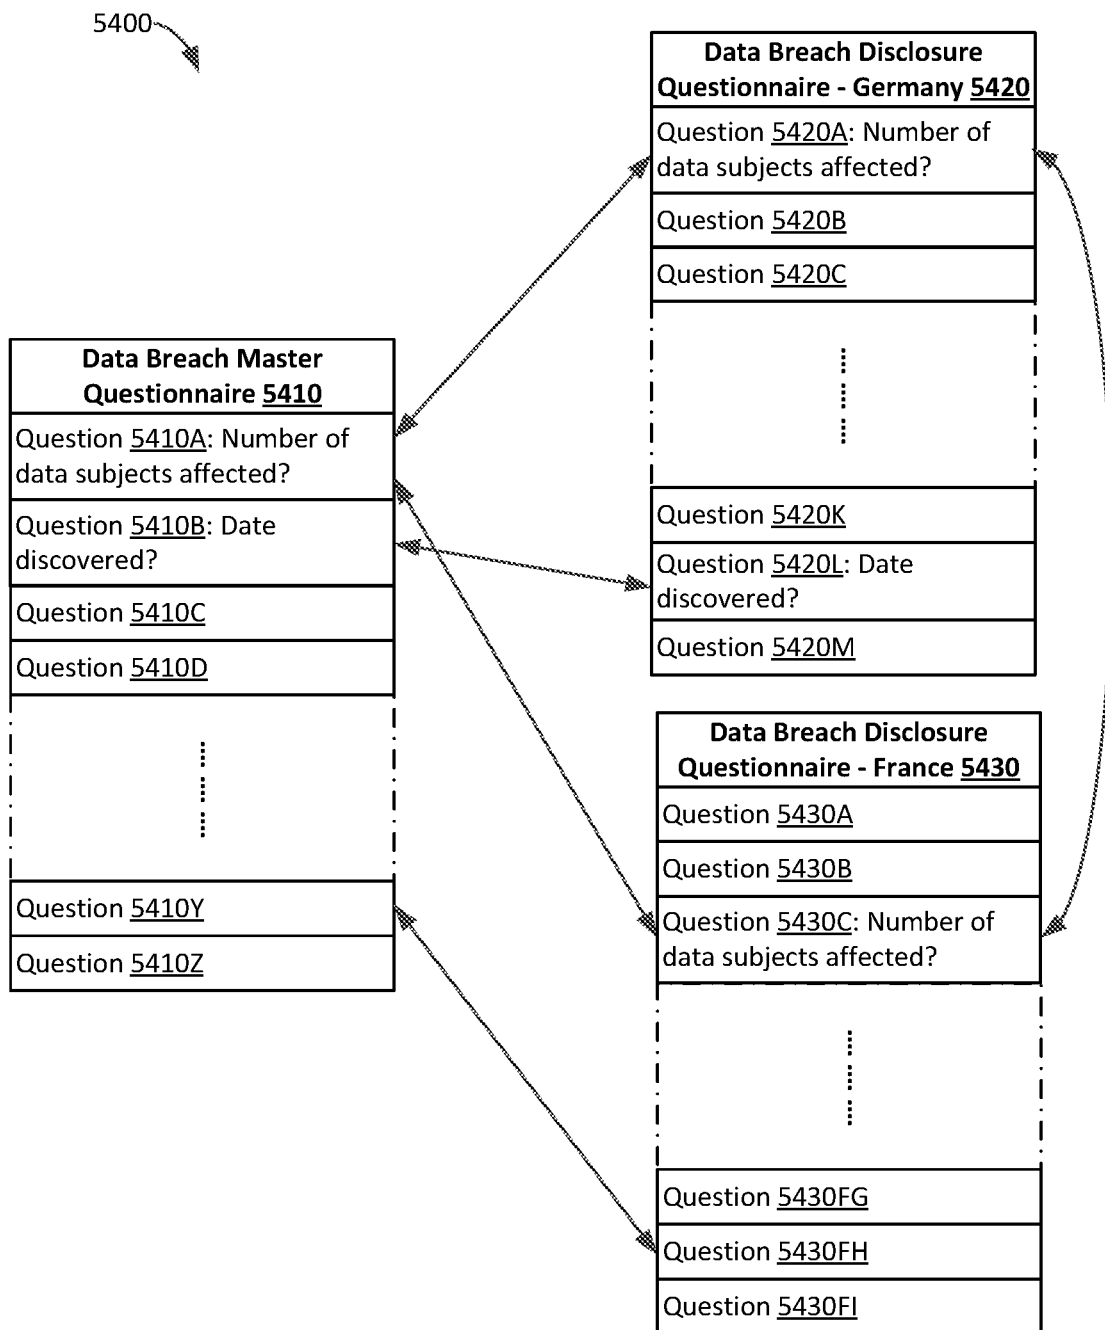 5400
Data Breach Disclosure
Questionnaire - Germany 5420
Question 5420A: Number of
data subjects affected?
Question 5420B
Question 5420C
Question 5420K
Question 5420L: Date
discovered?
Question 5420M
Data Breach Master
Questionnaire 5410
Question 5410A: Number of
data subjects affected?
Question 5410B: Date
discovered?
Question 5410C
Question 5410D
Question 5410Y
Question 5410Z
Data Breach Disclosure
Questionnaire - France 5430
Question 5430A
Question 5430B
Question 5430C: Number of
data subjects affected?
Question 5430FG
Question 5430FH
Question 5430FI